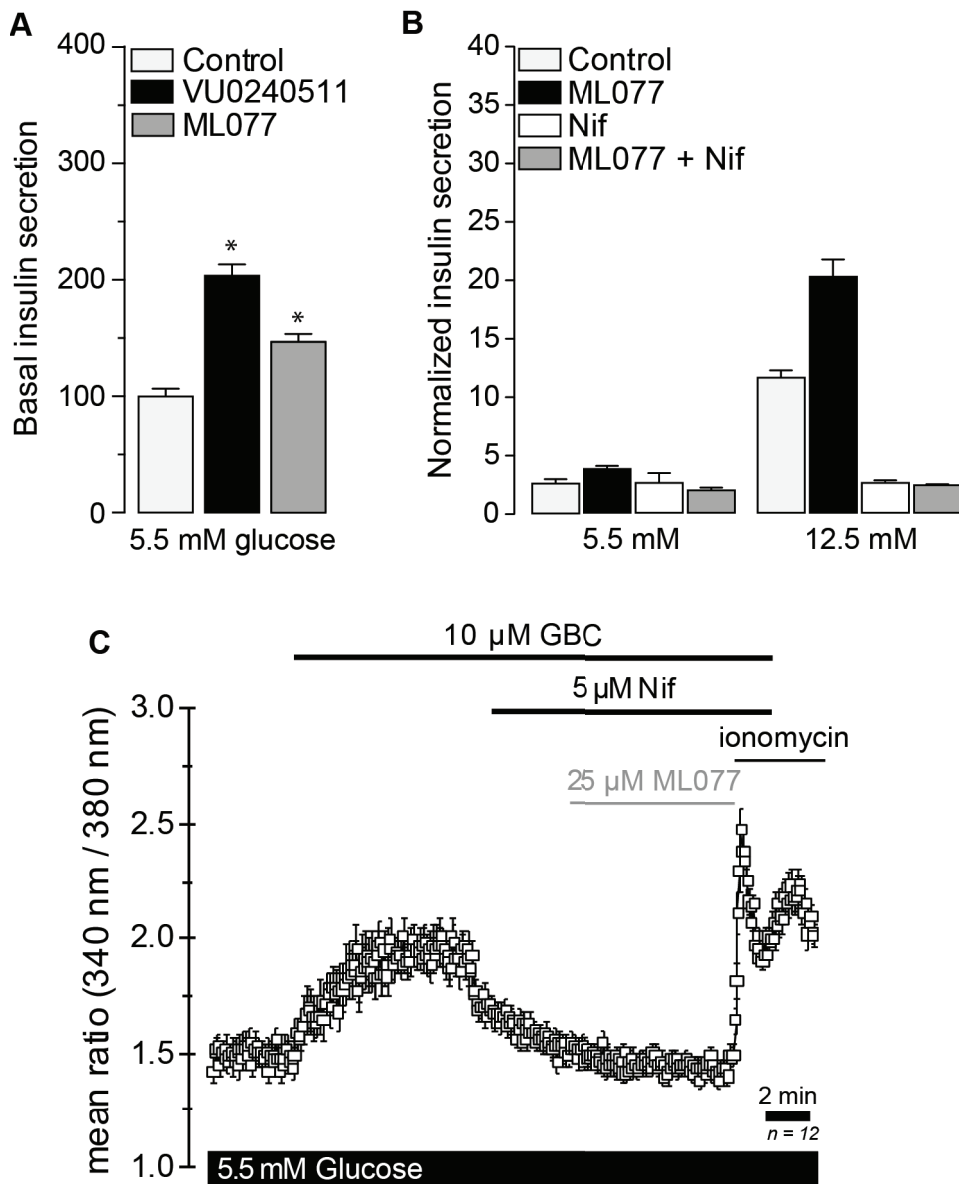 A
Basal insulin secretion
400
300
200
100
0
Control
VU0240511
ML077
*
*
5.5 mM glucose
B
Normalized insulin secretion
40
35
30
25
20
15
10
5
0
Control
ML077
Nif
ML077 + Nif
5.5 mM
12.5 mM
C
10 µM GBC
5 µM Nif
ionomycin
25 µM ML077
mean ratio (340 nm / 380 nm)
3.0
2.5
2.0
1.5
1.0
2 min
n = 12
5.5 mM Glucose